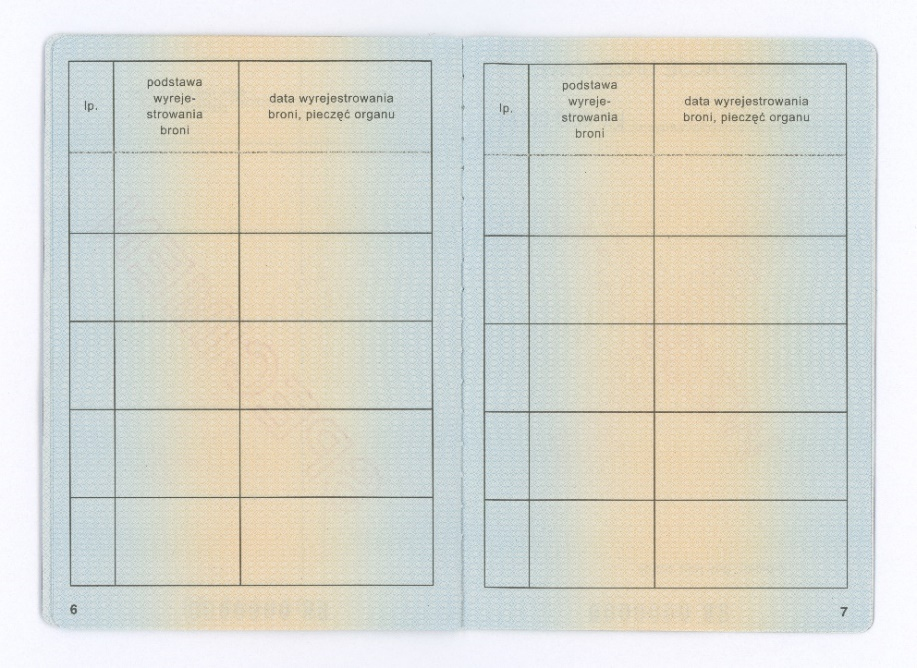 lp.
podstawa
wyreje-
strowania
broni
data wyrejestrowania
broni, pieczęć organu
6
lp.
podstawa
wyreje-
strowania
broni
data wyrejestrowania
broni, pieczęć organu
7